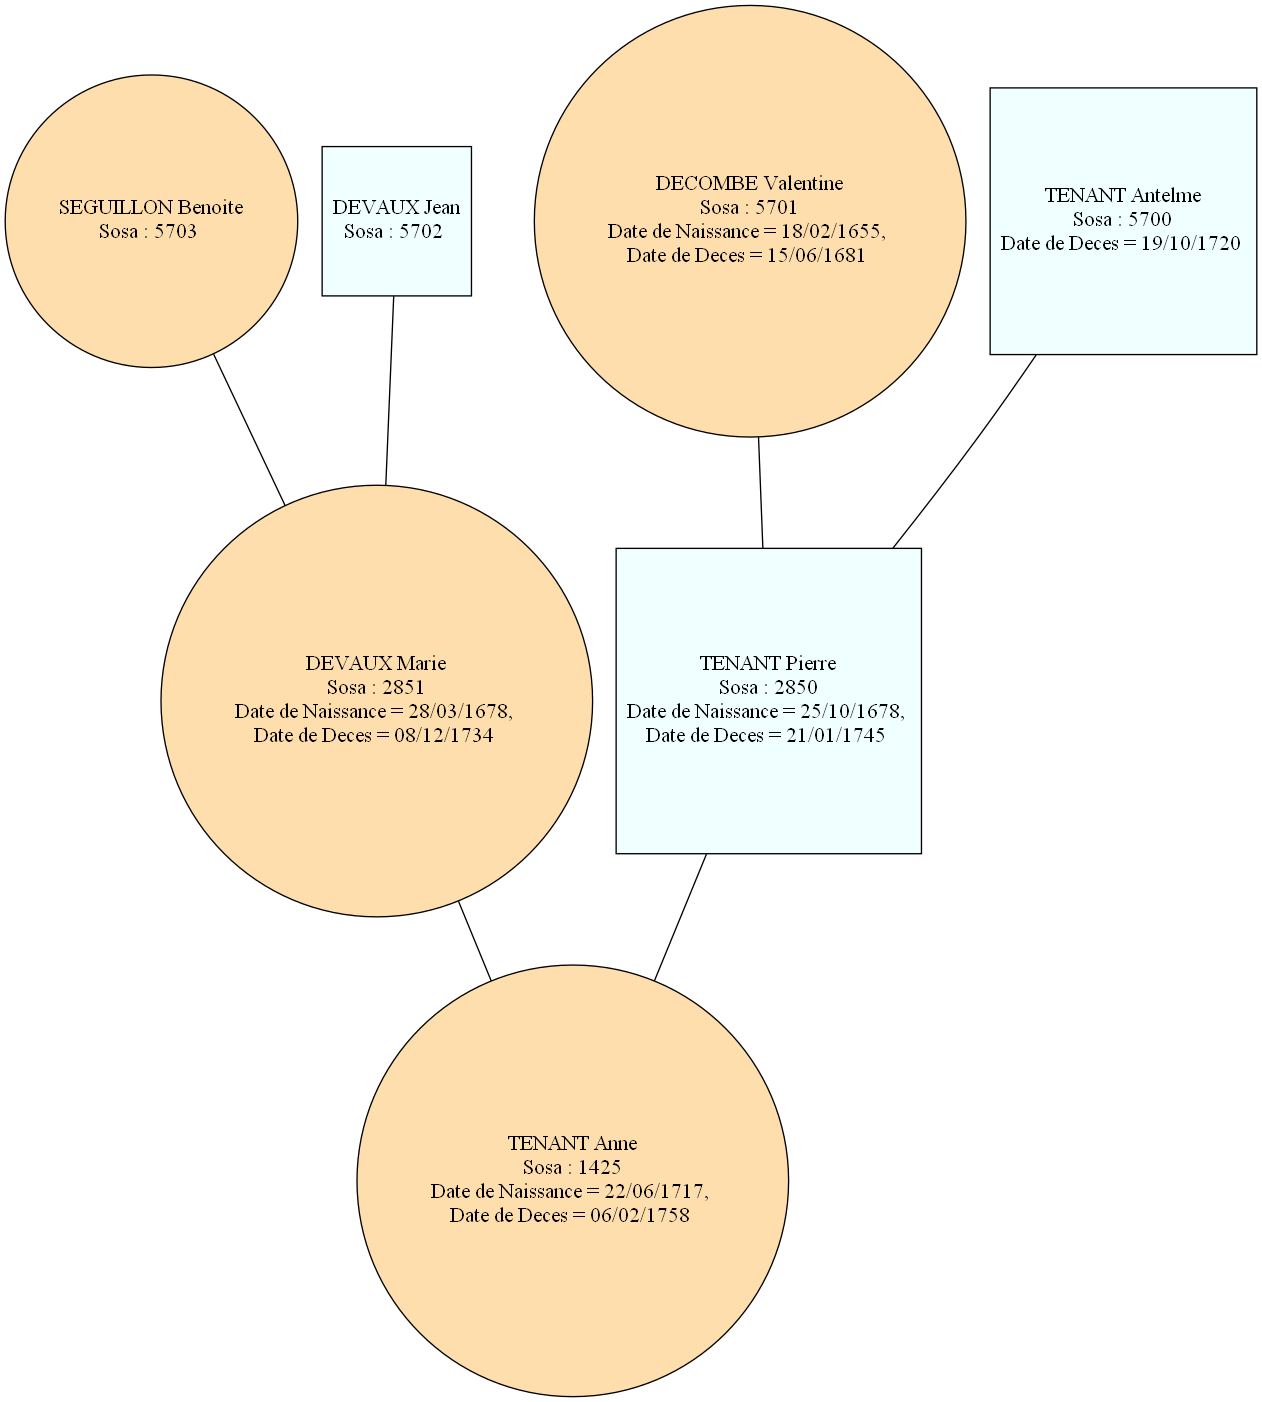 SEGUILLON Benoite
Sosa : 5703
DEVAUX Jean
Sosa : 5702
DECOMBE Valentine
Sosa : 5701
Date de Naissance = 18/02/1655,
Date de Deces = 15/06/1681
TENANT Antelme
Sosa : 5700
Date de Deces = 19/10/1720
DEVAUX Marie
Sosa : 2851
Date de Naissance = 28/03/1678,
Date de Deces = 08/12/1734
TENANT Pierre
Sosa : 2850
Date de Naissance = 25/10/1678,
Date de Deces = 21/01/1745
TENANT Anne
Sosa : 1425
Date de Naissance = 22/06/1717,
Date de Deces = 06/02/1758